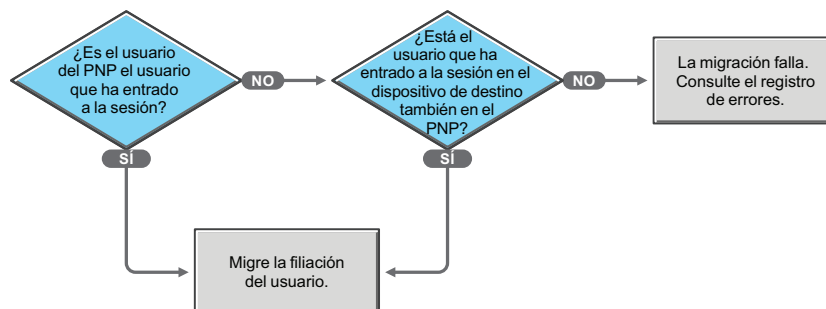 ¿Es el usuario
del PNP el usuario
que ha entrado
a la sesión?
NO
SÍ
¿Está el
usuario que ha
entrado a la sesión en el
dispositivo de destino
también en el
PNP?
NO
SÍ
La migración falla.
Consulte el registro
de errores.
Migre la filiación
del usuario.